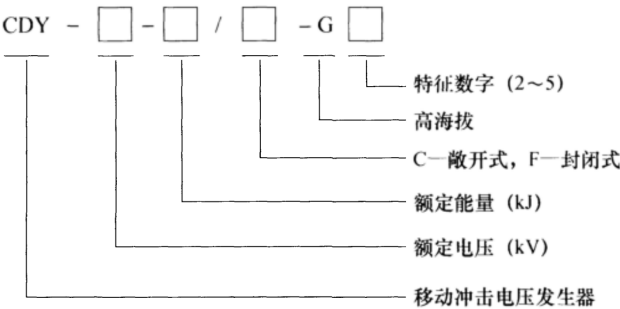 CDY - □ - □ / □ - G □
特征数字 (2～5)
高海拔
C—敞开式，F—封闭式
额定能量 (kJ)
额定电压 (kV)
移动冲击电压发生器